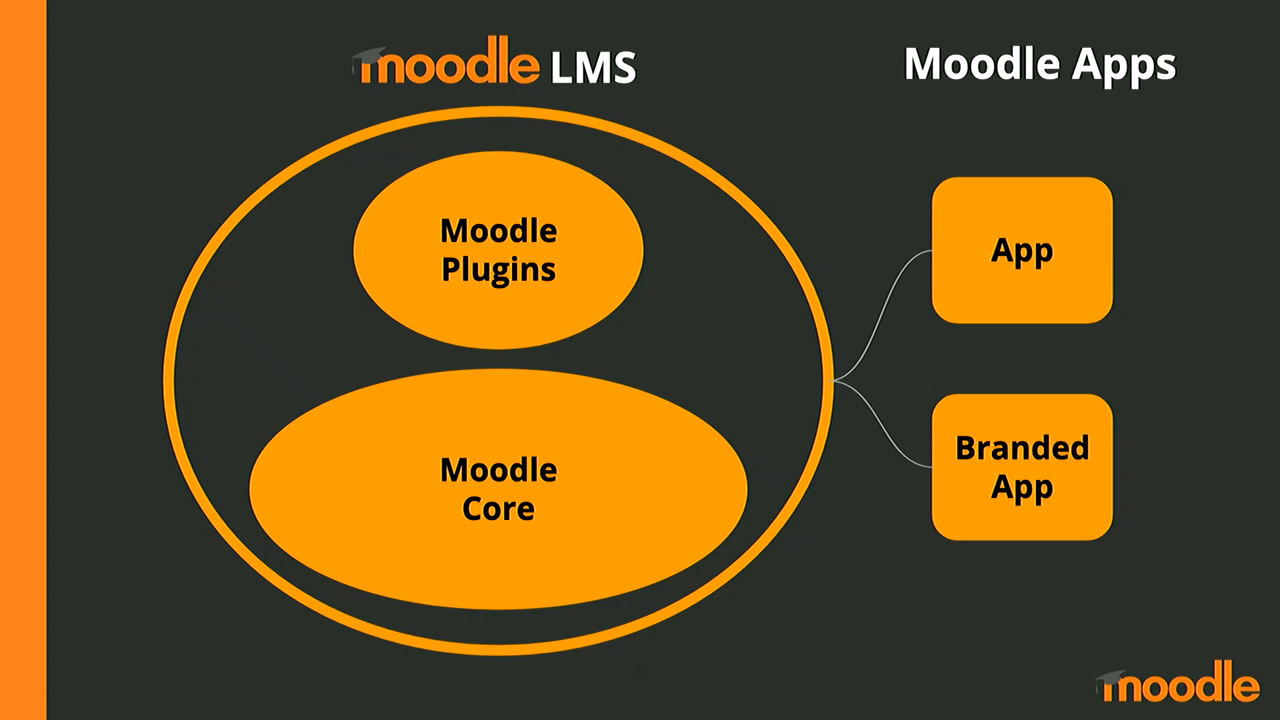 moodle LMS
Moodle Apps
Moodle
Plugins
App
Moodle
Core
Branded
App
moodle